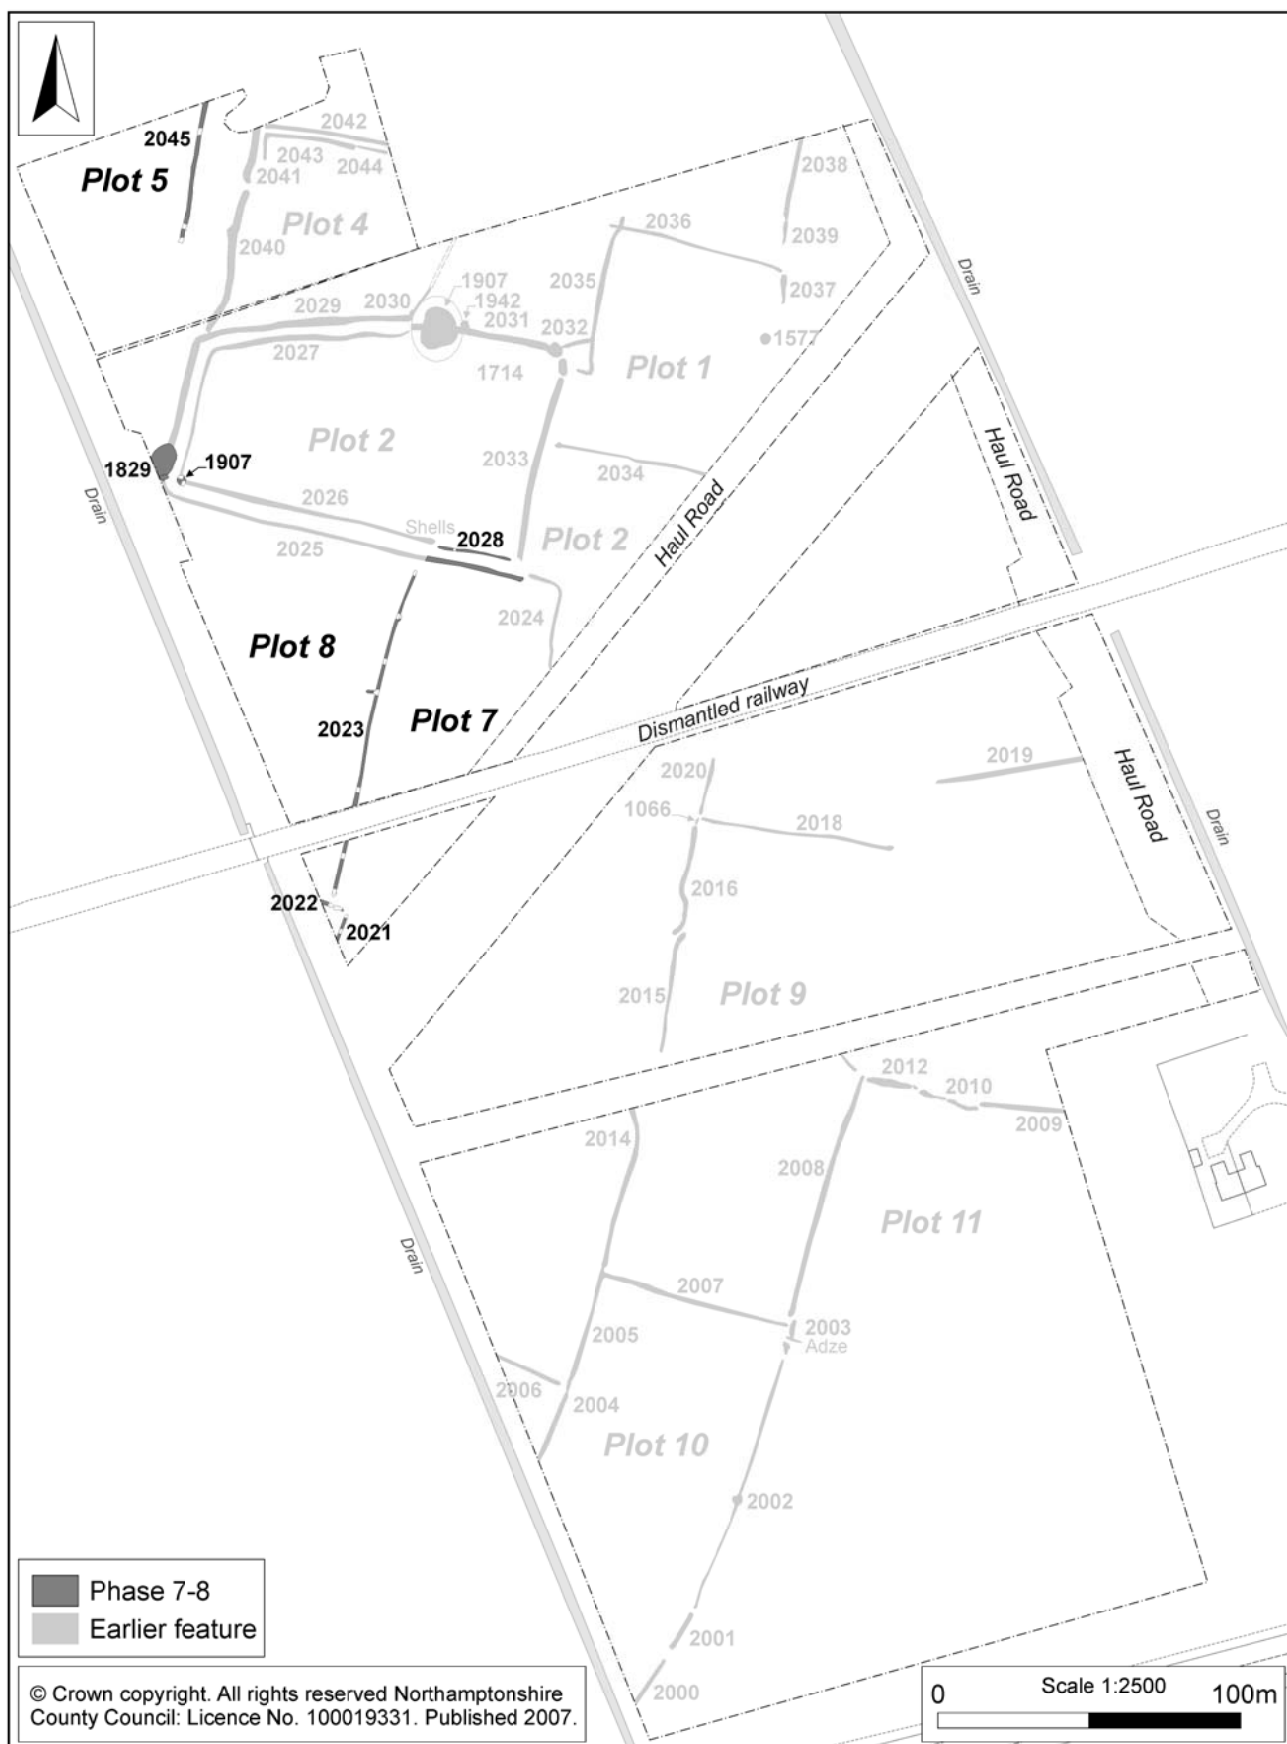 2042
2045
2043
2044
2041
2038
Plot 5
Plot 4
2036
2039
2040
1907
2035
2037
Drain
2029
2030
1942
2031
2032
2027
1577
1714
Plot 1
Plot 2
2033
1829
1907
2034
Haul Road
Drain
2026
Shells
2028
Plot 2
Haul Road
2025
2024
Plot 8
Dismantled railway
2023
Plot 7
2020
2019
1066
2018
Haul Road
Drain
2016
2022
2021
2015
Plot 9
2012
2010
2009
2014
2008
Plot 11
Drain
2007
2005
2003
Adze
2006
2004
Plot 10
2002
Phase 7-8
Earlier feature
2001
2000
© Crown copyright. All rights reserved Northamptonshire
County Council: Licence No. 100019331. Published 2007.
0 Scale 1:2500 100m